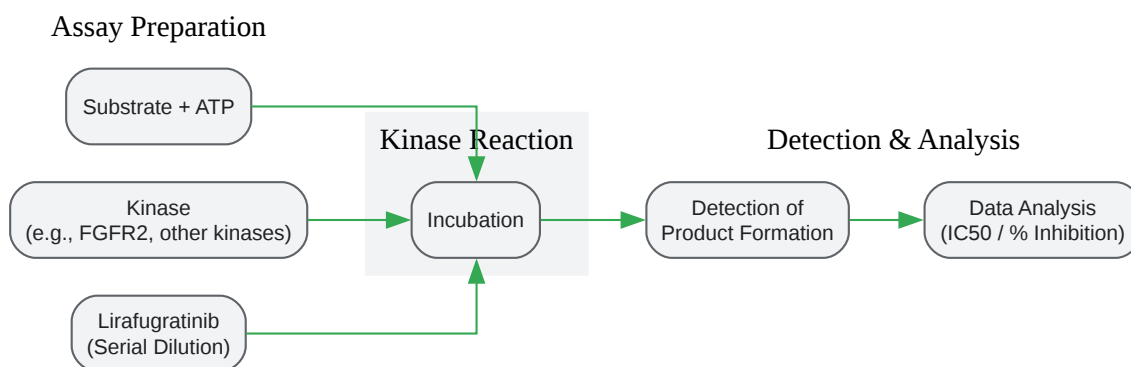 Assay Preparation
Substrate + ATP
Kinase Reaction
Detection & Analysis
Kinase
(e.g., FGFR2, other kinases)
Incubation
Detection of
Product Formation
Data Analysis
(IC50 / % Inhibition)
Lirafugratinib
(Serial Dilution)